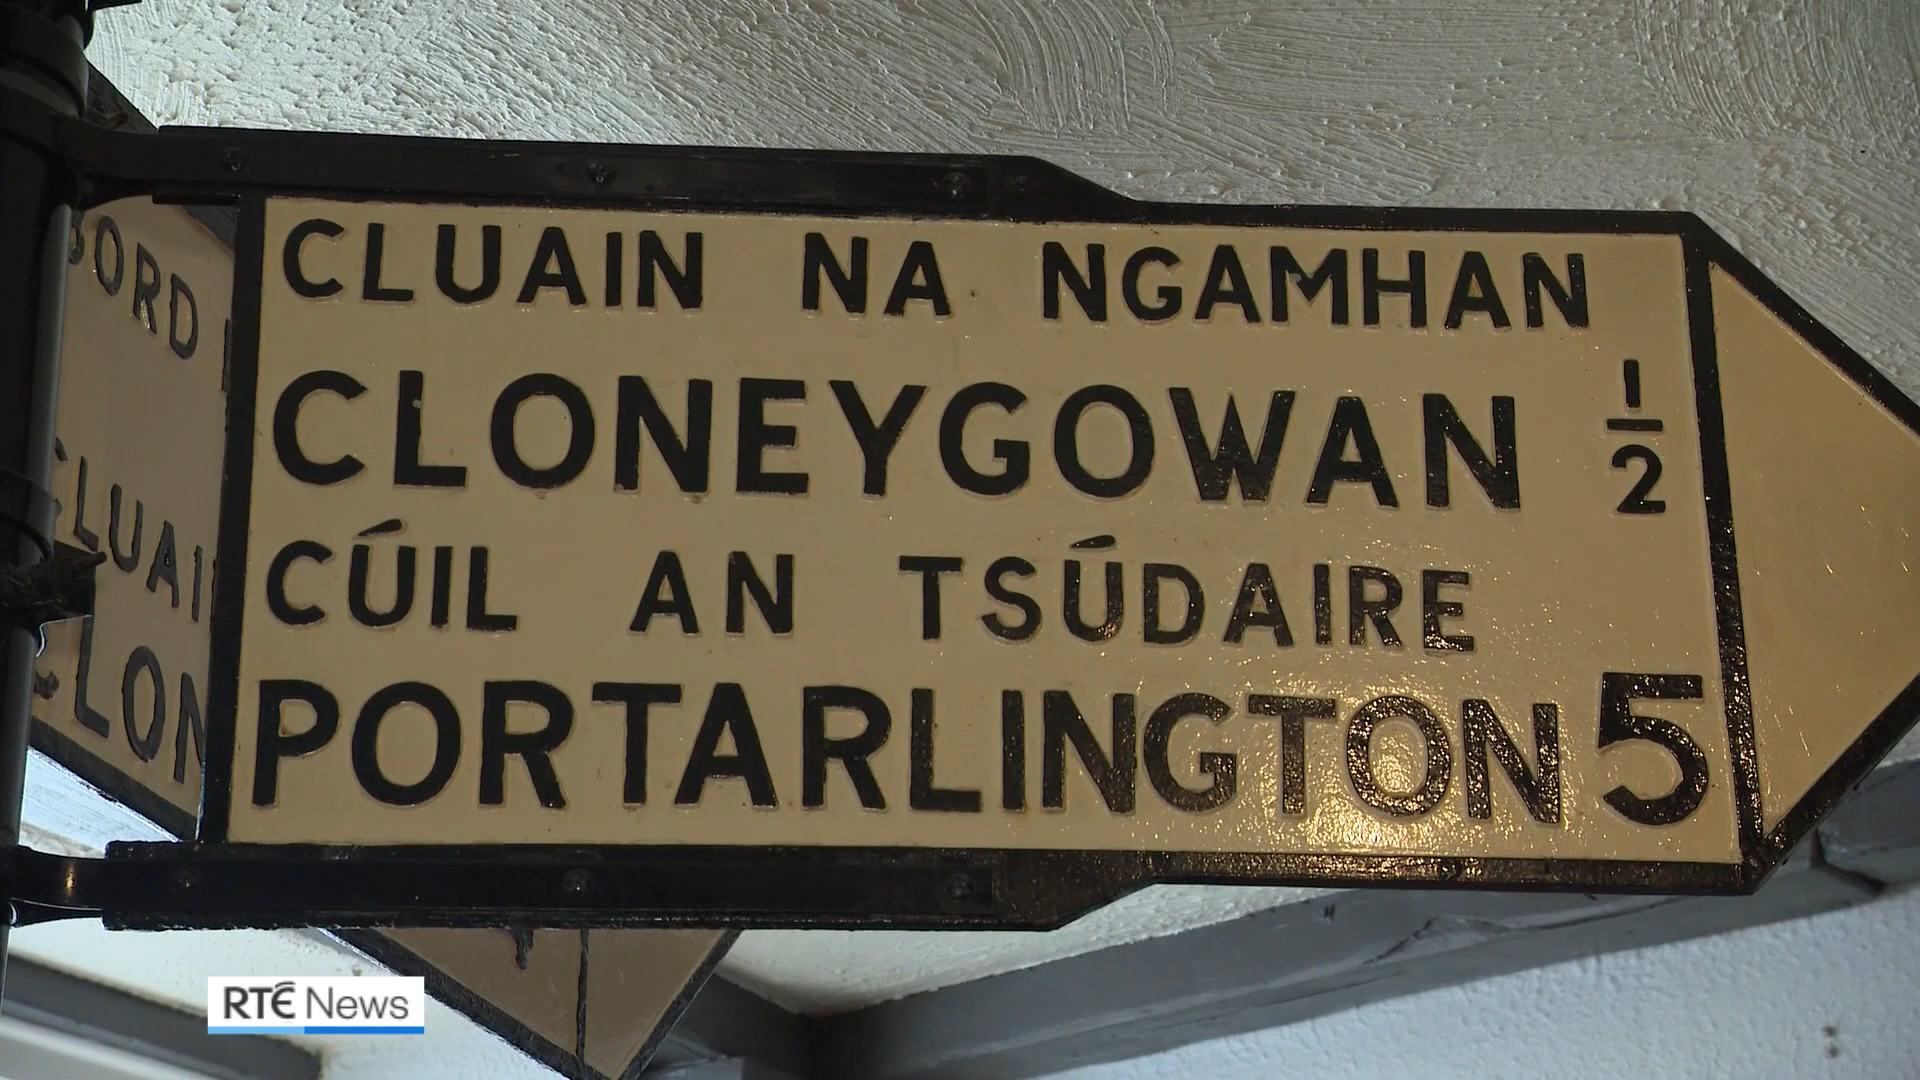 CLUAIN NA NGAMHAN
CLONEYGOWAN 1/2
CÚIL AN TSÚDAIRE
PORTARLINGTON 5
RTÉ News